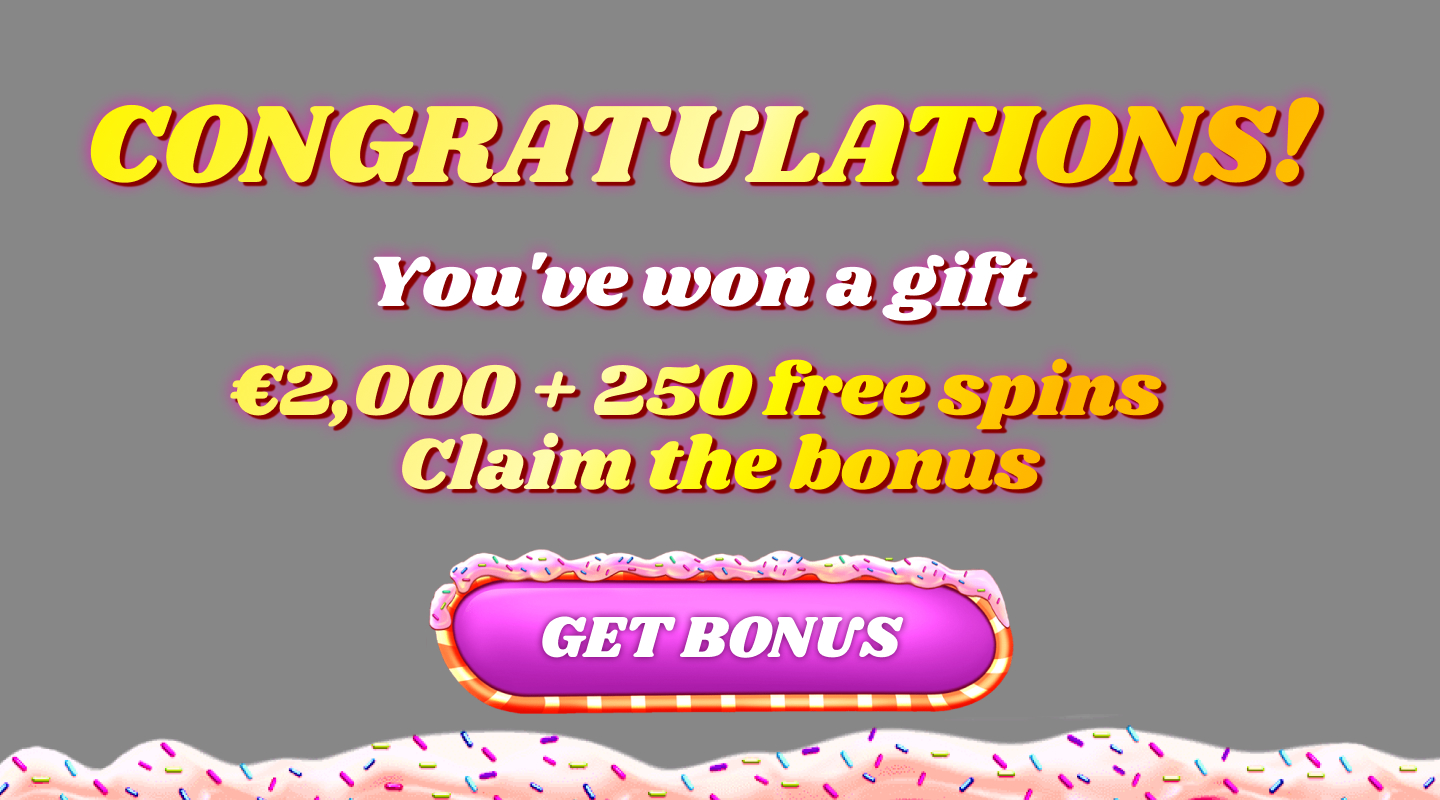 CONGRATULATIONS!
You've won a gift
€2,000 + 250 free spins
Claim the bonus
GET BONUS